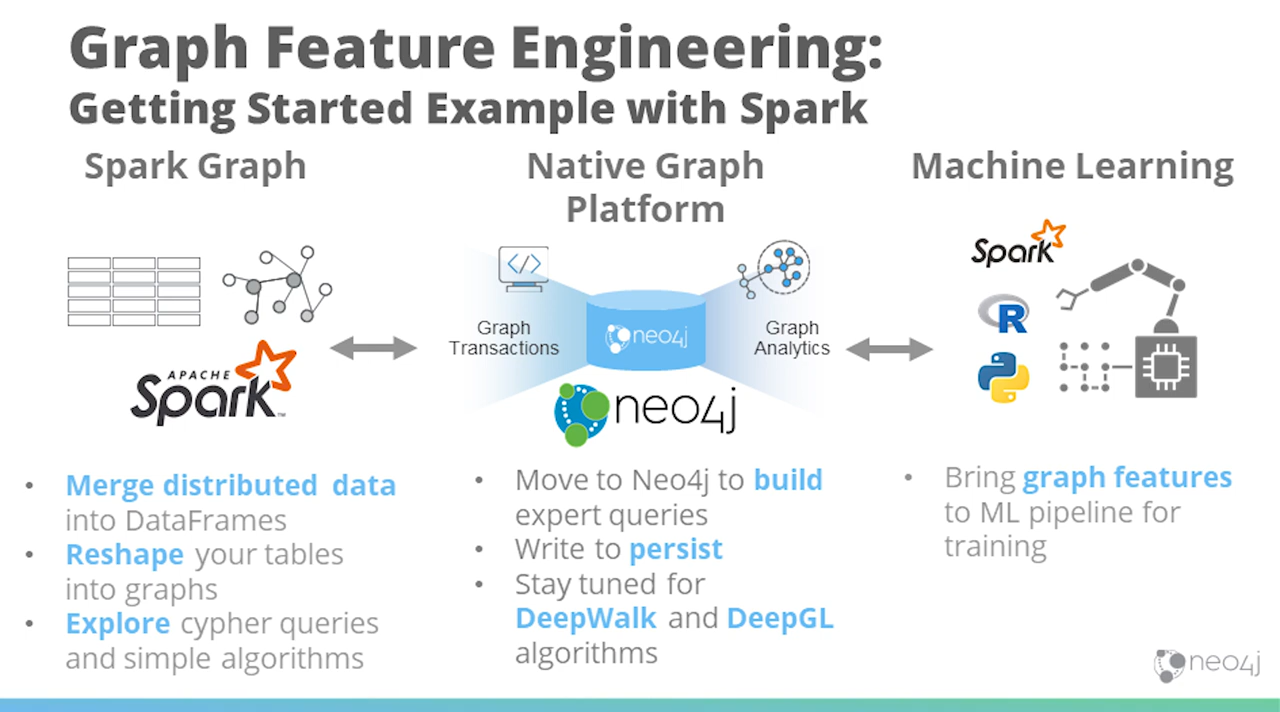 Graph Feature Engineering:
Getting Started Example with Spark
Spark Graph
APACHE
Spark™
• Merge distributed data
into DataFrames
• Reshape your tables
into graphs
• Explore cypher queries
and simple algorithms
Native Graph
Platform
</>
Graph
Transactions
neo4j
Graph
Analytics
neo4j
• Move to Neo4j to build
expert queries
• Write to persist
• Stay tuned for
DeepWalk and DeepGL
algorithms
Machine Learning
Spark
R
• Bring graph features
to ML pipeline for
training
neo4j